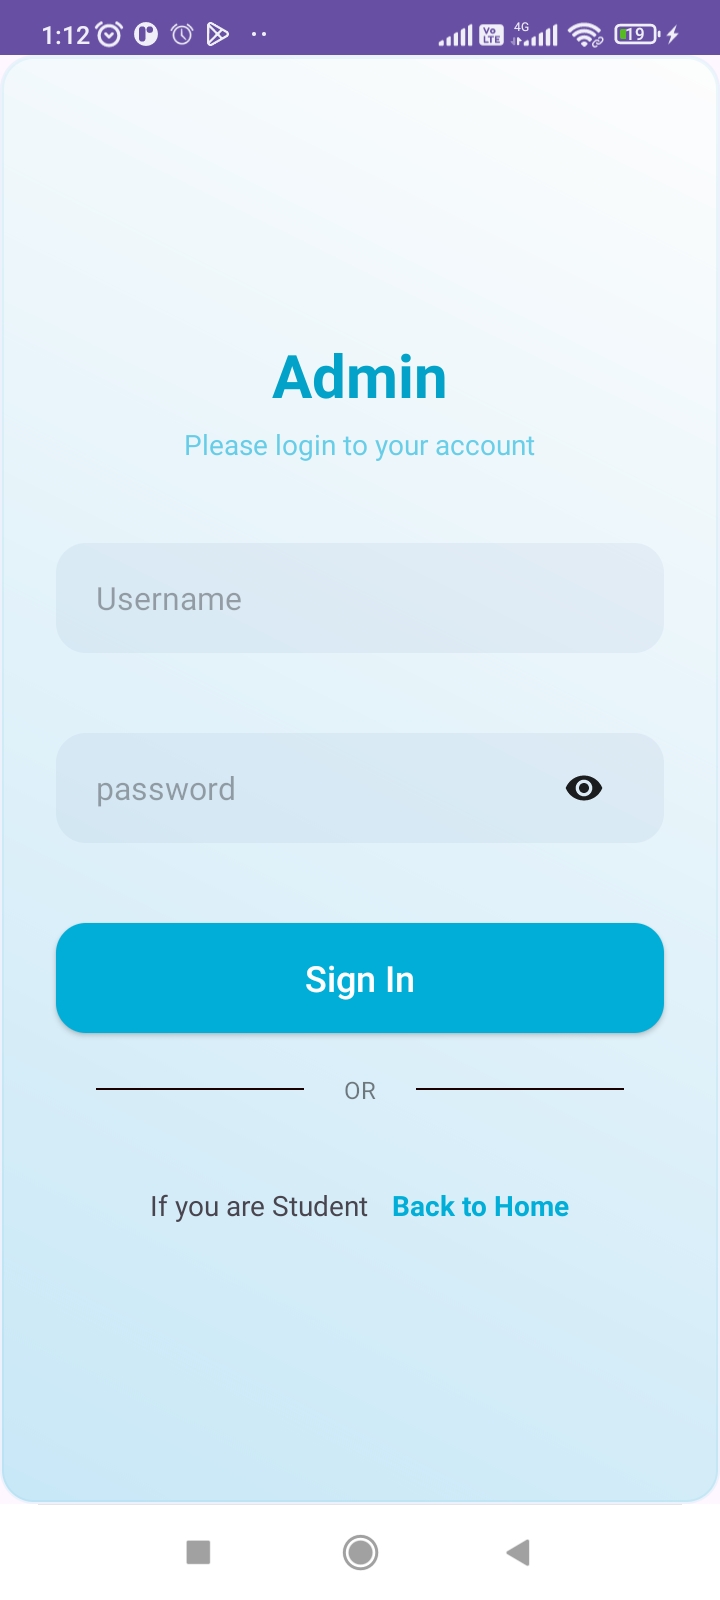 1:12 Vo LTE 4G 19
Admin
Please login to your account
Username
password
Sign In
OR
If you are Student Back to Home